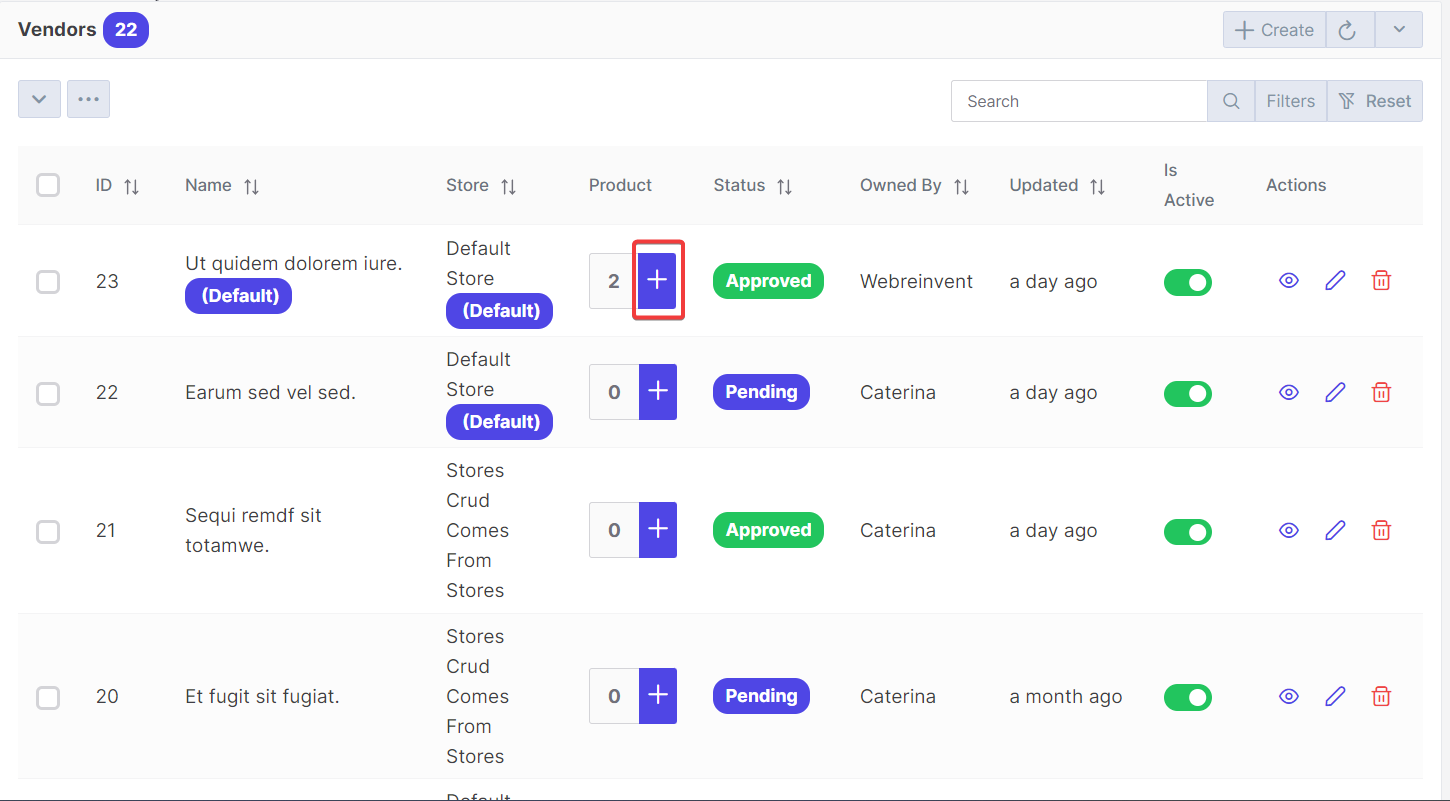 Vendors 22
Create
Search
Filters
Reset
ID Name Store Product Status Owned By Updated Is Active Actions
23 Ut quidem dolorem iure. (Default) Default Store (Default) 2 Approved Webreinvent a day ago
22 Earum sed vel sed. Default Store (Default) 0 Pending Caterina a day ago
21 Sequi remdf sit totamwe. Stores Crud Comes From Stores 0 Approved Caterina a day ago
20 Et fugit sit fugiat. Stores Crud Comes From Stores 0 Pending Caterina a month ago